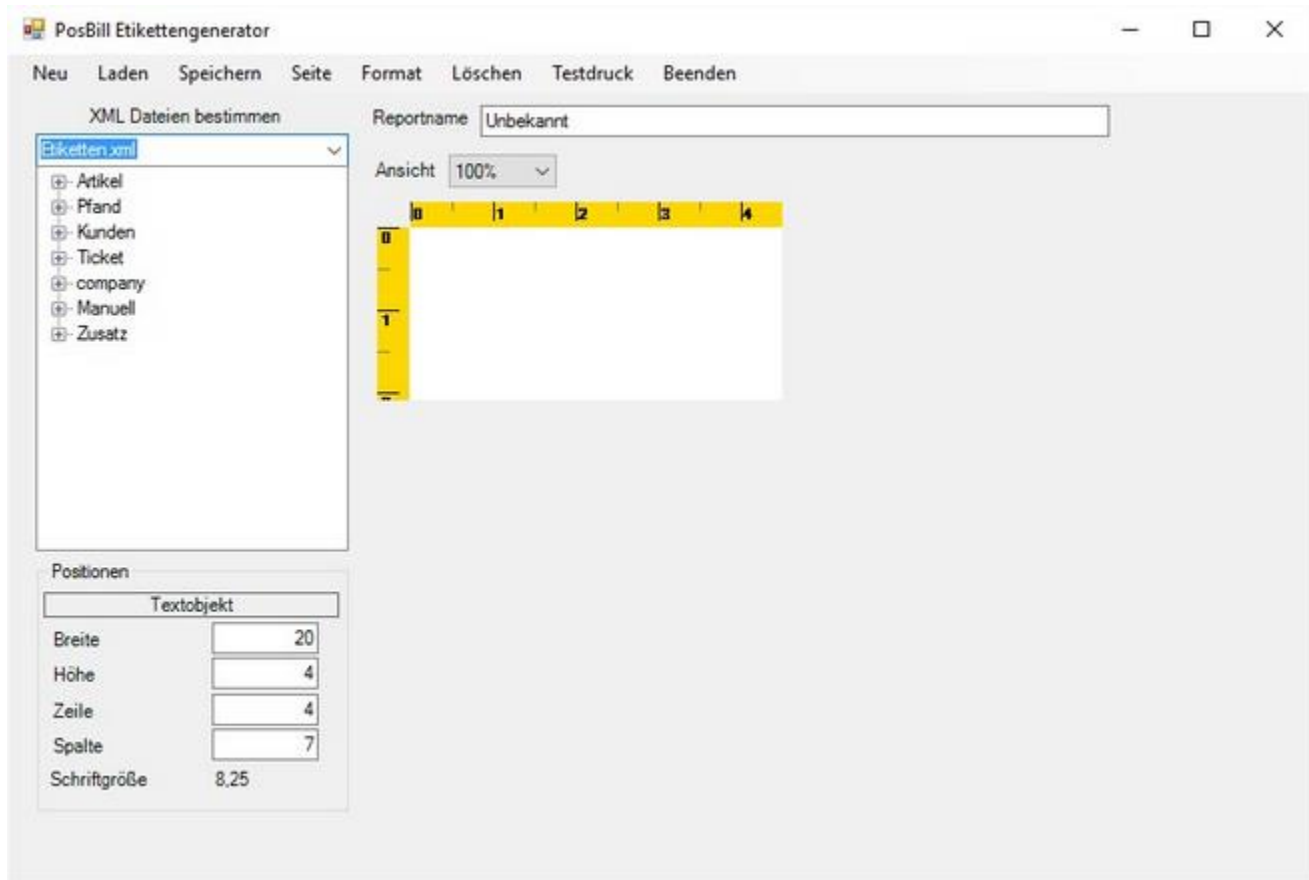 PosBill Etikettengenerator
Neu Laden Speichern Seite Format Löschen Testdruck Beenden
XML Dateien bestimmen
Etiketten.xml
Artikel
Pfand
Kunden
Ticket
company
Manuell
Zusatz
Reportname Unbekannt
Ansicht 100%
0 1 2 3 4
0
1
Positionen
Textobjekt
Breite 20
Höhe 4
Zeile 4
Spalte 7
Schriftgröße 8,25